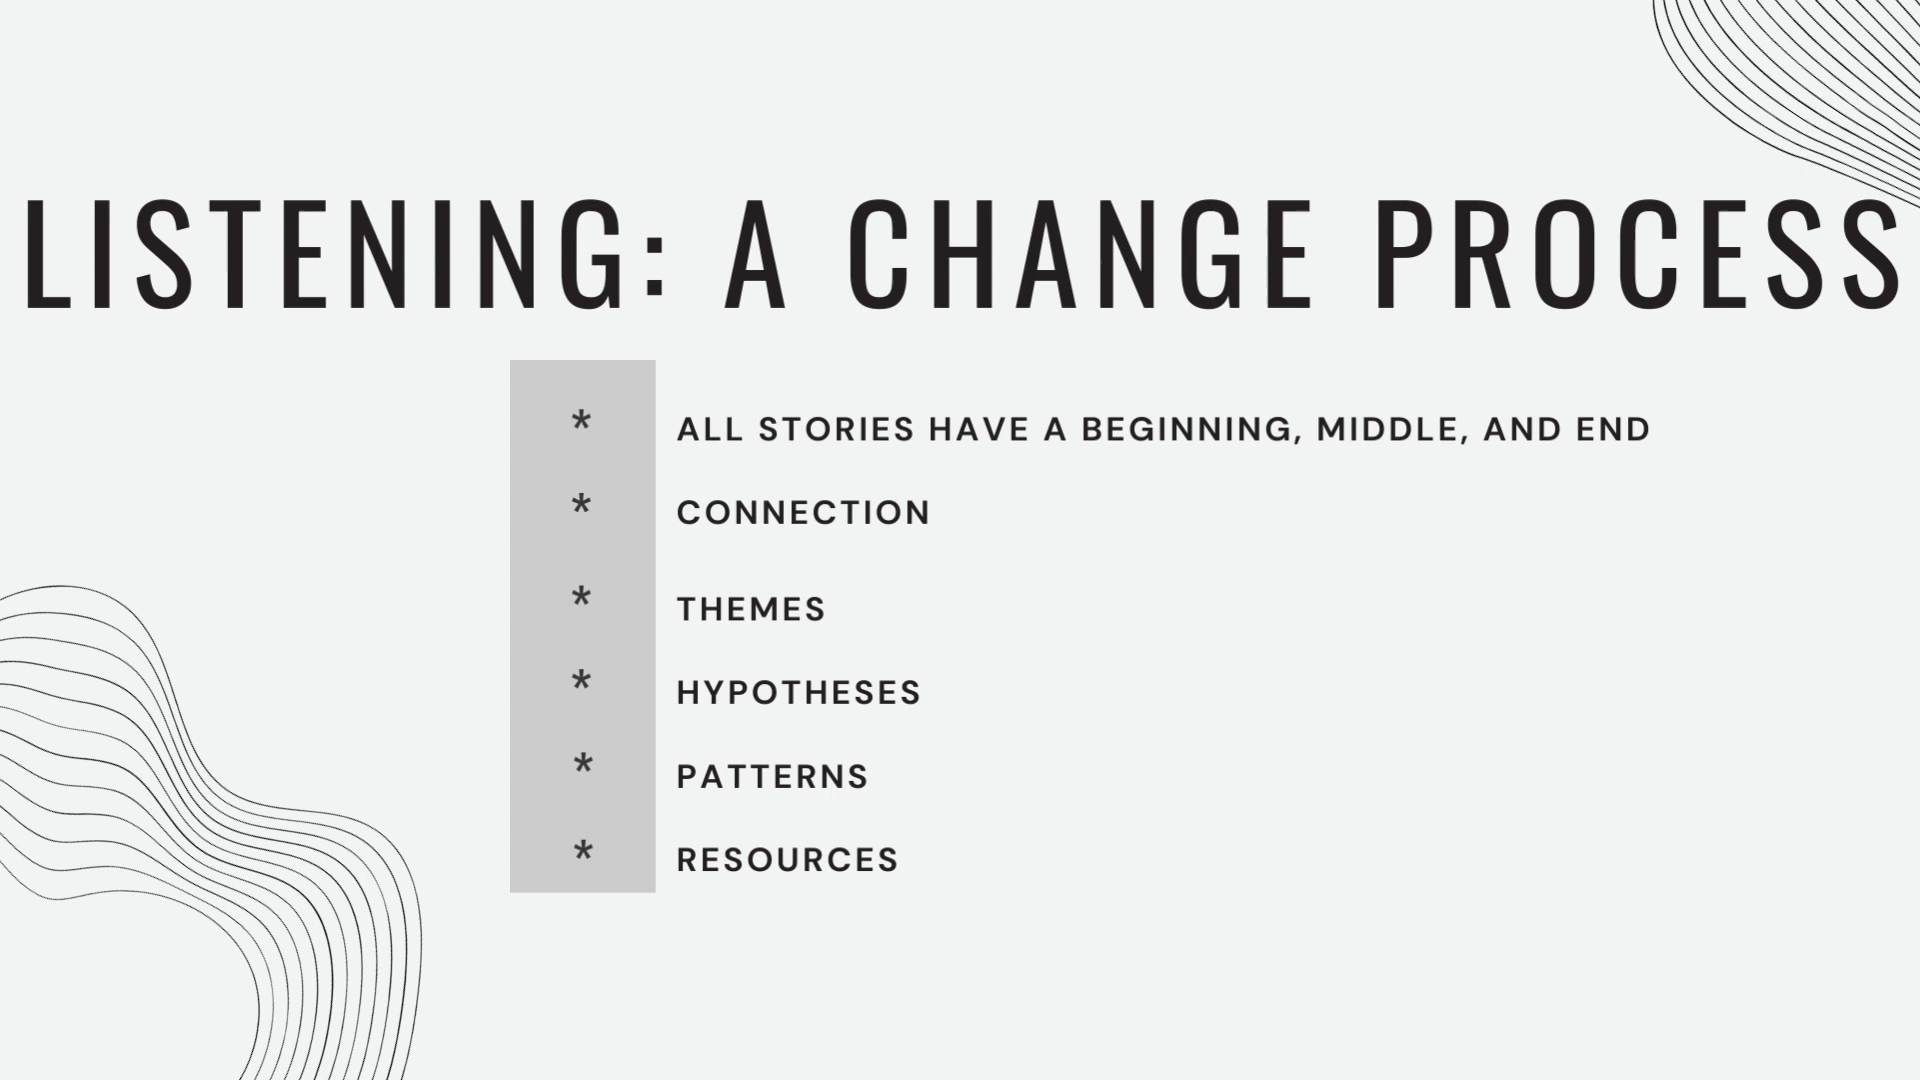 LISTENING: A CHANGE PROCESS
* ALL STORIES HAVE A BEGINNING, MIDDLE, AND END
* CONNECTION
* THEMES
* HYPOTHESES
* PATTERNS
* RESOURCES